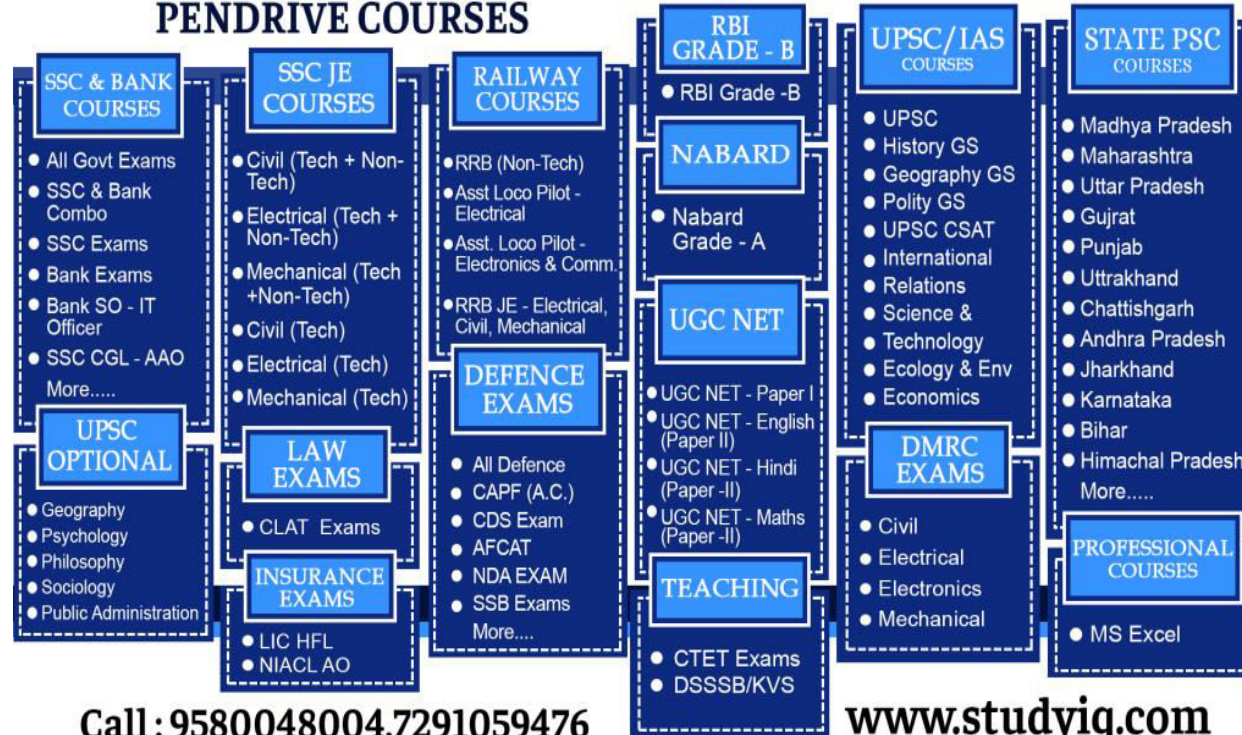 PENDRIVE COURSES
SSC & BANK
COURSES
All Govt Exams
SSC & Bank
Combo
SSC Exams
Bank Exams
Bank SO - IT
Officer
SSC CGL - AAO
More.....
UPSC
OPTIONAL
Geography
Psychology
Philosophy
Sociology
Public Administration
SSC JE
COURSES
Civil (Tech + Non-
Tech)
Electrical (Tech +
Non-Tech)
Mechanical (Tech
+Non-Tech)
Civil (Tech)
Electrical (Tech)
Mechanical (Tech)
LAW
EXAMS
CLAT Exams
INSURANCE
EXAMS
LIC HFL
NIACL AO
RAILWAY
COURSES
RRB (Non-Tech)
Asst Loco Pilot -
Electrical
Asst. Loco Pilot -
Electronics & Comm.
RRB JE - Electrical,
Civil, Mechanical
DEFENCE
EXAMS
All Defence
CAPF (A.C.)
CDS Exam
AFCAT
NDA EXAM
SSB Exams
More....
RBI
GRADE - B
RBI Grade -B
NABARD
Nabard
Grade - A
UGC NET
UGC NET - Paper I
UGC NET - English
(Paper II)
UGC NET - Hindi
(Paper -II)
UGC NET - Maths
(Paper -II)
TEACHING
CTET Exams
DSSSB/KVS
UPSC/IAS
COURSES
UPSC
History GS
Geography GS
Polity GS
UPSC CSAT
International
Relations
Science &
Technology
Ecology & Env
Economics
DMRC
EXAMS
Civil
Electrical
Electronics
Mechanical
STATE PSC
COURSES
Madhya Pradesh
Maharashtra
Uttar Pradesh
Gujrat
Punjab
Uttrakhand
Chattishgarh
Andhra Pradesh
Jharkhand
Karnataka
Bihar
Himachal Pradesh
More.....
PROFESSIONAL
COURSES
MS Excel
Call : 9580048004,7291059476
www.studyiq.com